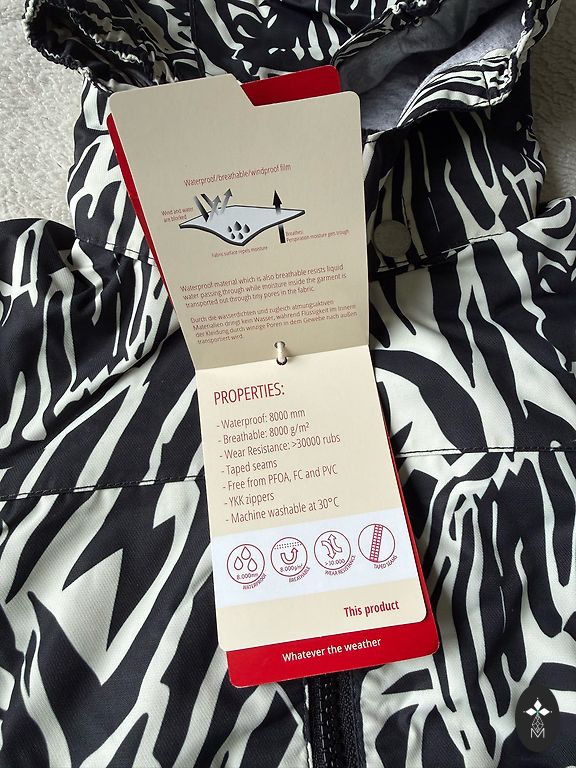 Waterproof/breathable/windproof film
Wind and water
are blocked
Breathes:
Perspiration moisture gets trough
Fabric surface repels moisture
Waterproof material which is also breathable resists liquid
water passing through while moisture inside the garment is
transported out through tiny pores in the fabric.
Durch die wasserdichten und zugleich atmungsaktiven
Materialien dringt kein Wasser, während Flüssigkeit im Innern
der Kleidung durch winzige Poren in dem Gewebe nach außen
transportiert wird.
PROPERTIES:
- Waterproof: 8000 mm
- Breathable: 8000 g/m²
- Wear Resistance: >30000 rubs
- Taped seams
- Free from PFOA, FC and PVC
- YKK zippers
- Machine washable at 30°C
8.000mm
WATERPROOF
8.000g/m²
BREATHABLE
>30.000
WEAR RESISTANCE
TAPED SEAMS
This product
Whatever the weather
M